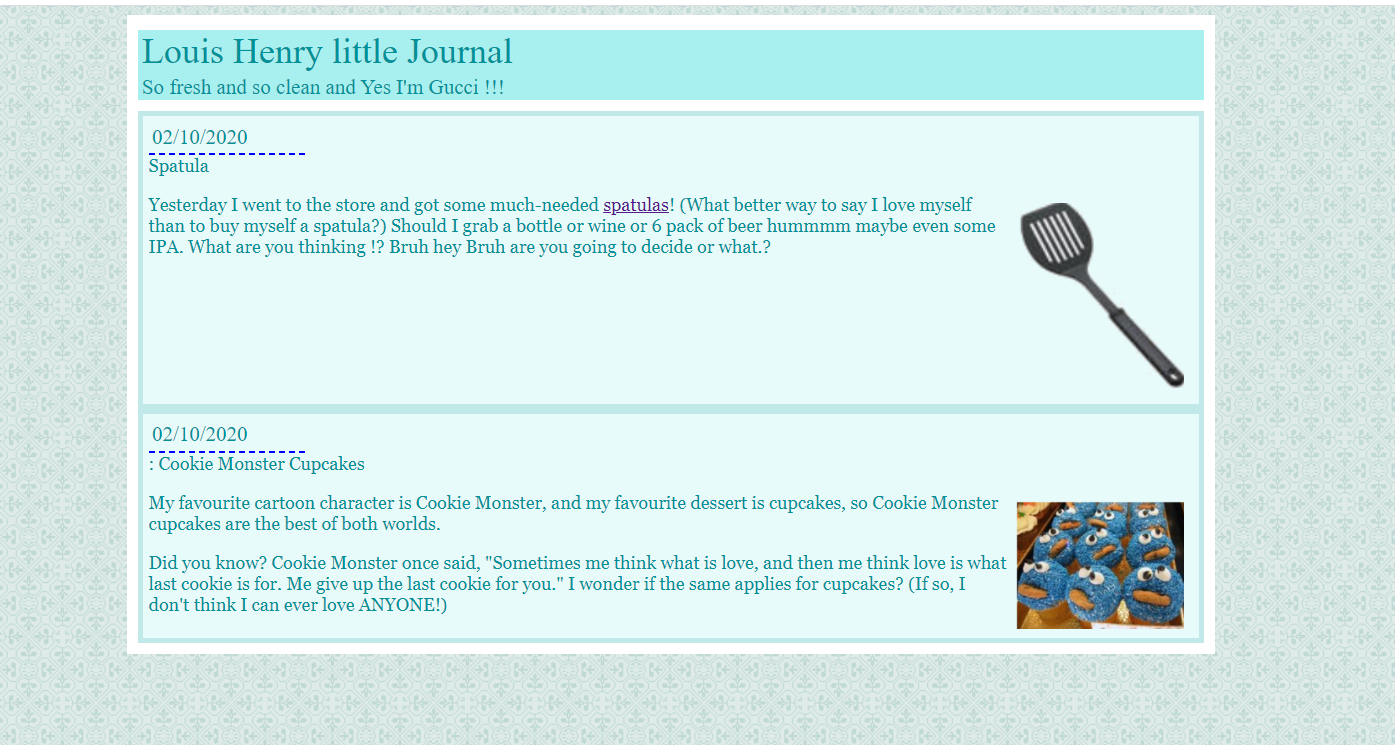 Louis Henry little Journal
So fresh and so clean and Yes I'm Gucci !!!
02/10/2020
Spatula
Yesterday I went to the store and got some much-needed spatulas! (What better way to say I love myself
than to buy myself a spatula?) Should I grab a bottle or wine or 6 pack of beer hummmm maybe even some
IPA. What are you thinking !? Bruh hey Bruh are you going to decide or what.?
02/10/2020
: Cookie Monster Cupcakes
My favourite cartoon character is Cookie Monster, and my favourite dessert is cupcakes, so Cookie Monster
cupcakes are the best of both worlds.
Did you know? Cookie Monster once said, "Sometimes me think what is love, and then me think love is what
last cookie is for. Me give up the last cookie for you." I wonder if the same applies for cupcakes? (If so, I
don't think I can ever love ANYONE!)